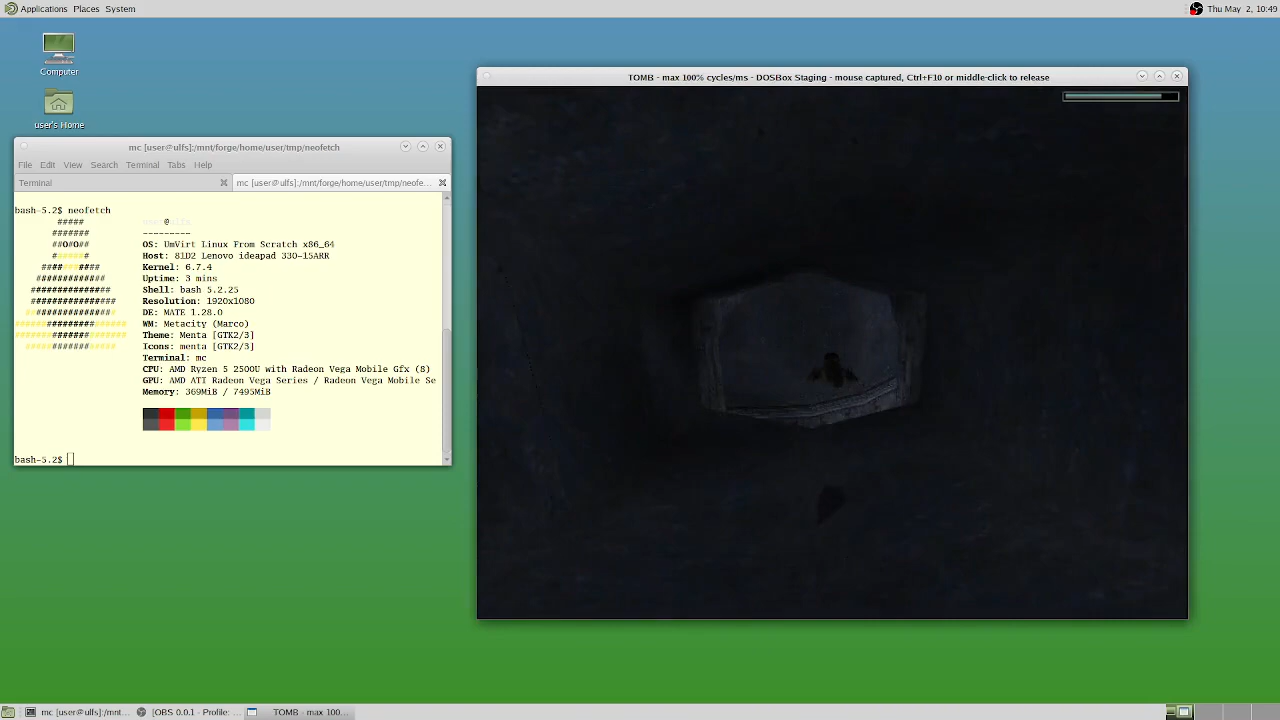 Applications Places System
Thu May 2, 10:49
Computer
user's Home
TOMB - max 100% cycles/ms - DOSBox Staging - mouse captured, Ctrl+F10 or middle-click to release
mc [user@ulfs]:/mnt/forge/home/user/tmp/neofetch
File Edit View Search Terminal Tabs Help
Terminal
mc [user@ulfs]:/mnt/forge/home/user/tmp/neofe...
bash-5.2$ neofetch
#####
#######
##O#O##
#######
###########
#############
###############
################
@
---------
OS: UmVirt Linux From Scratch x86_64
Host: 81D2 Lenovo ideapad 330-15ARR
Kernel: 6.7.4
Uptime: 3 mins
Shell: bash 5.2.25
Resolution: 1920x1080
DE: MATE 1.28.0
WM: Metacity (Marco)
Theme: Menta [GTK2/3]
Icons: menta [GTK2/3]
Terminal: mc
CPU: AMD Ryzen 5 2500U with Radeon Vega Mobile Gfx (8)
GPU: AMD ATI Radeon Vega Series / Radeon Vega Mobile Se
Memory: 369MiB / 7495MiB
bash-5.2$
mc [user@ulfs]:/mnt...
[OBS 0.0.1 - Profile: ...
TOMB - max 100...